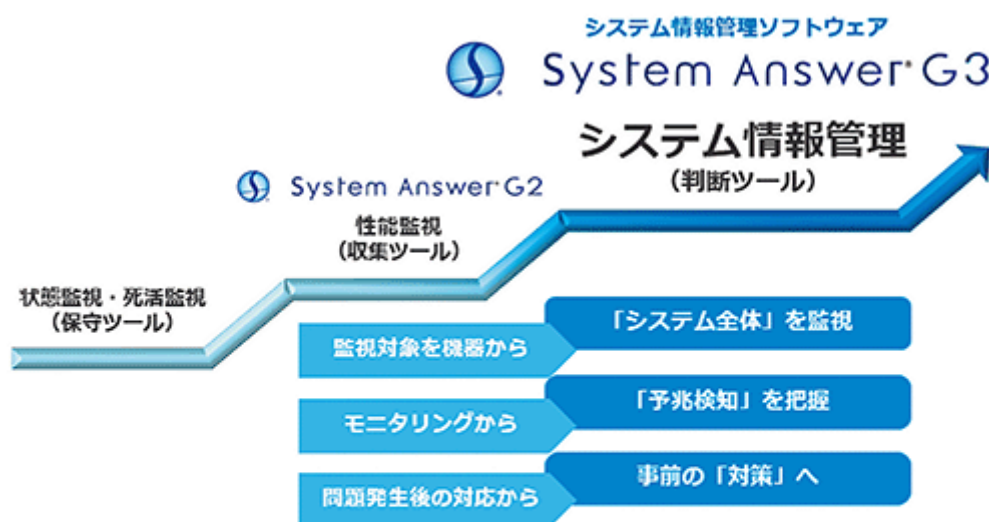 システム情報管理ソフトウェア
System Answer G3
システム情報管理
（判断ツール）
System Answer G2
性能監視
（収集ツール）
状態監視・死活監視
（保守ツール）
監視対象を機器から
「システム全体」を監視
モニタリングから
「予兆検知」を把握
問題発生後の対応から
事前の「対策」へ